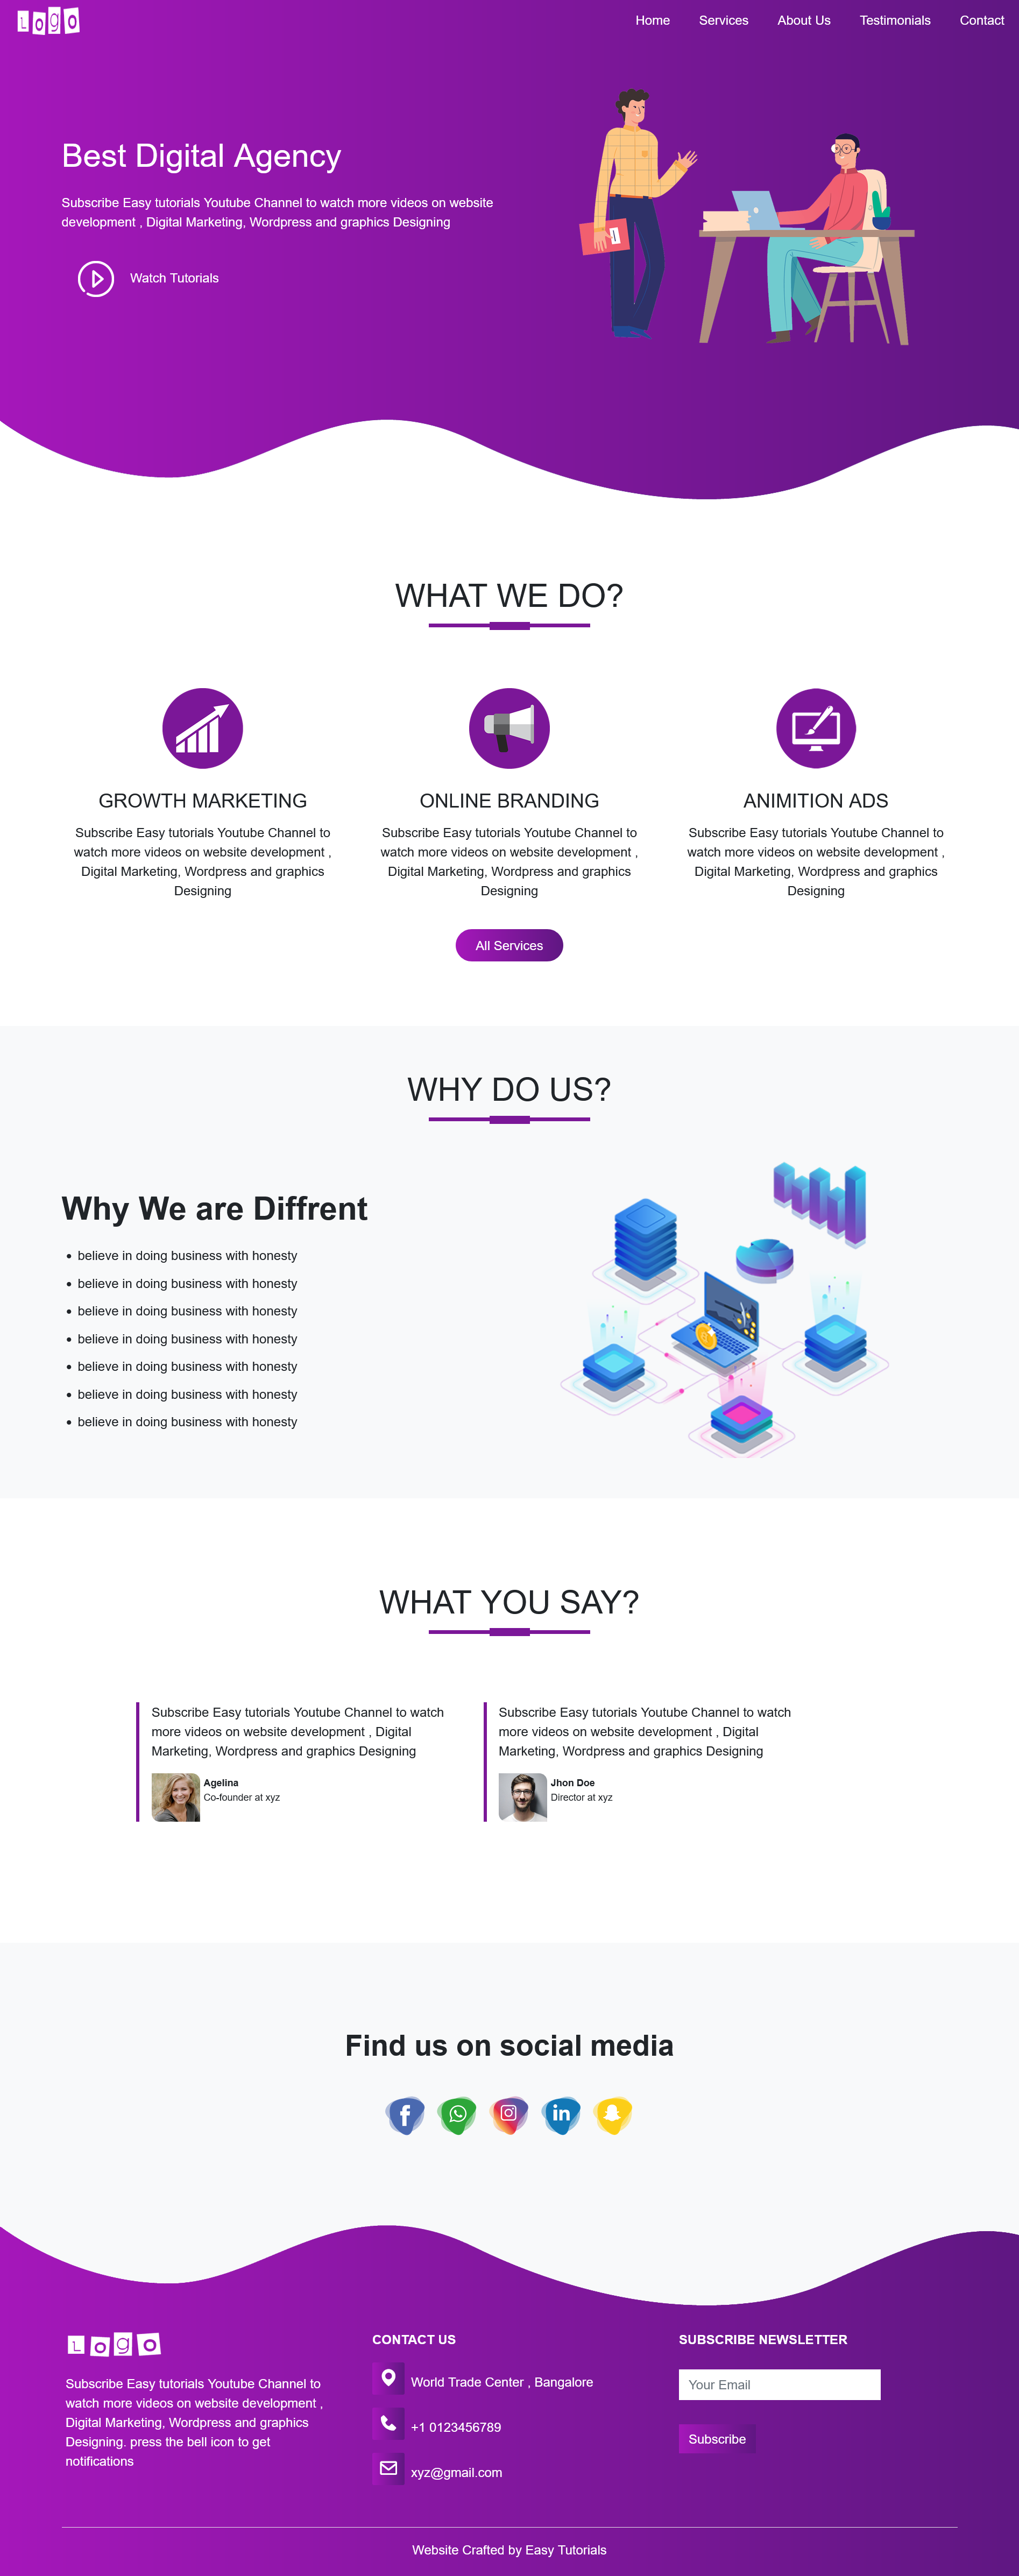 LOGO
Home Services About Us Testimonials Contact
Best Digital Agency
Subscribe Easy tutorials Youtube Channel to watch more videos on website
development , Digital Marketing, Wordpress and graphics Designing
Watch Tutorials
WHAT WE DO?
GROWTH MARKETING
Subscribe Easy tutorials Youtube Channel to
watch more videos on website development ,
Digital Marketing, Wordpress and graphics
Designing
ONLINE BRANDING
Subscribe Easy tutorials Youtube Channel to
watch more videos on website development ,
Digital Marketing, Wordpress and graphics
Designing
ANIMITION ADS
Subscribe Easy tutorials Youtube Channel to
watch more videos on website development ,
Digital Marketing, Wordpress and graphics
Designing
All Services
WHY DO US?
Why We are Diffrent
believe in doing business with honesty
believe in doing business with honesty
believe in doing business with honesty
believe in doing business with honesty
believe in doing business with honesty
believe in doing business with honesty
believe in doing business with honesty
WHAT YOU SAY?
Subscribe Easy tutorials Youtube Channel to watch
more videos on website development , Digital
Marketing, Wordpress and graphics Designing
Agelina
Co-founder at xyz
Subscribe Easy tutorials Youtube Channel to watch
more videos on website development , Digital
Marketing, Wordpress and graphics Designing
Jhon Doe
Director at xyz
Find us on social media
LOgO
Subscribe Easy tutorials Youtube Channel to
watch more videos on website development ,
Digital Marketing, Wordpress and graphics
Designing. press the bell icon to get
notifications
CONTACT US
World Trade Center , Bangalore
+1 0123456789
xyz@gmail.com
SUBSCRIBE NEWSLETTER
Your Email
Subscribe
Website Crafted by Easy Tutorials